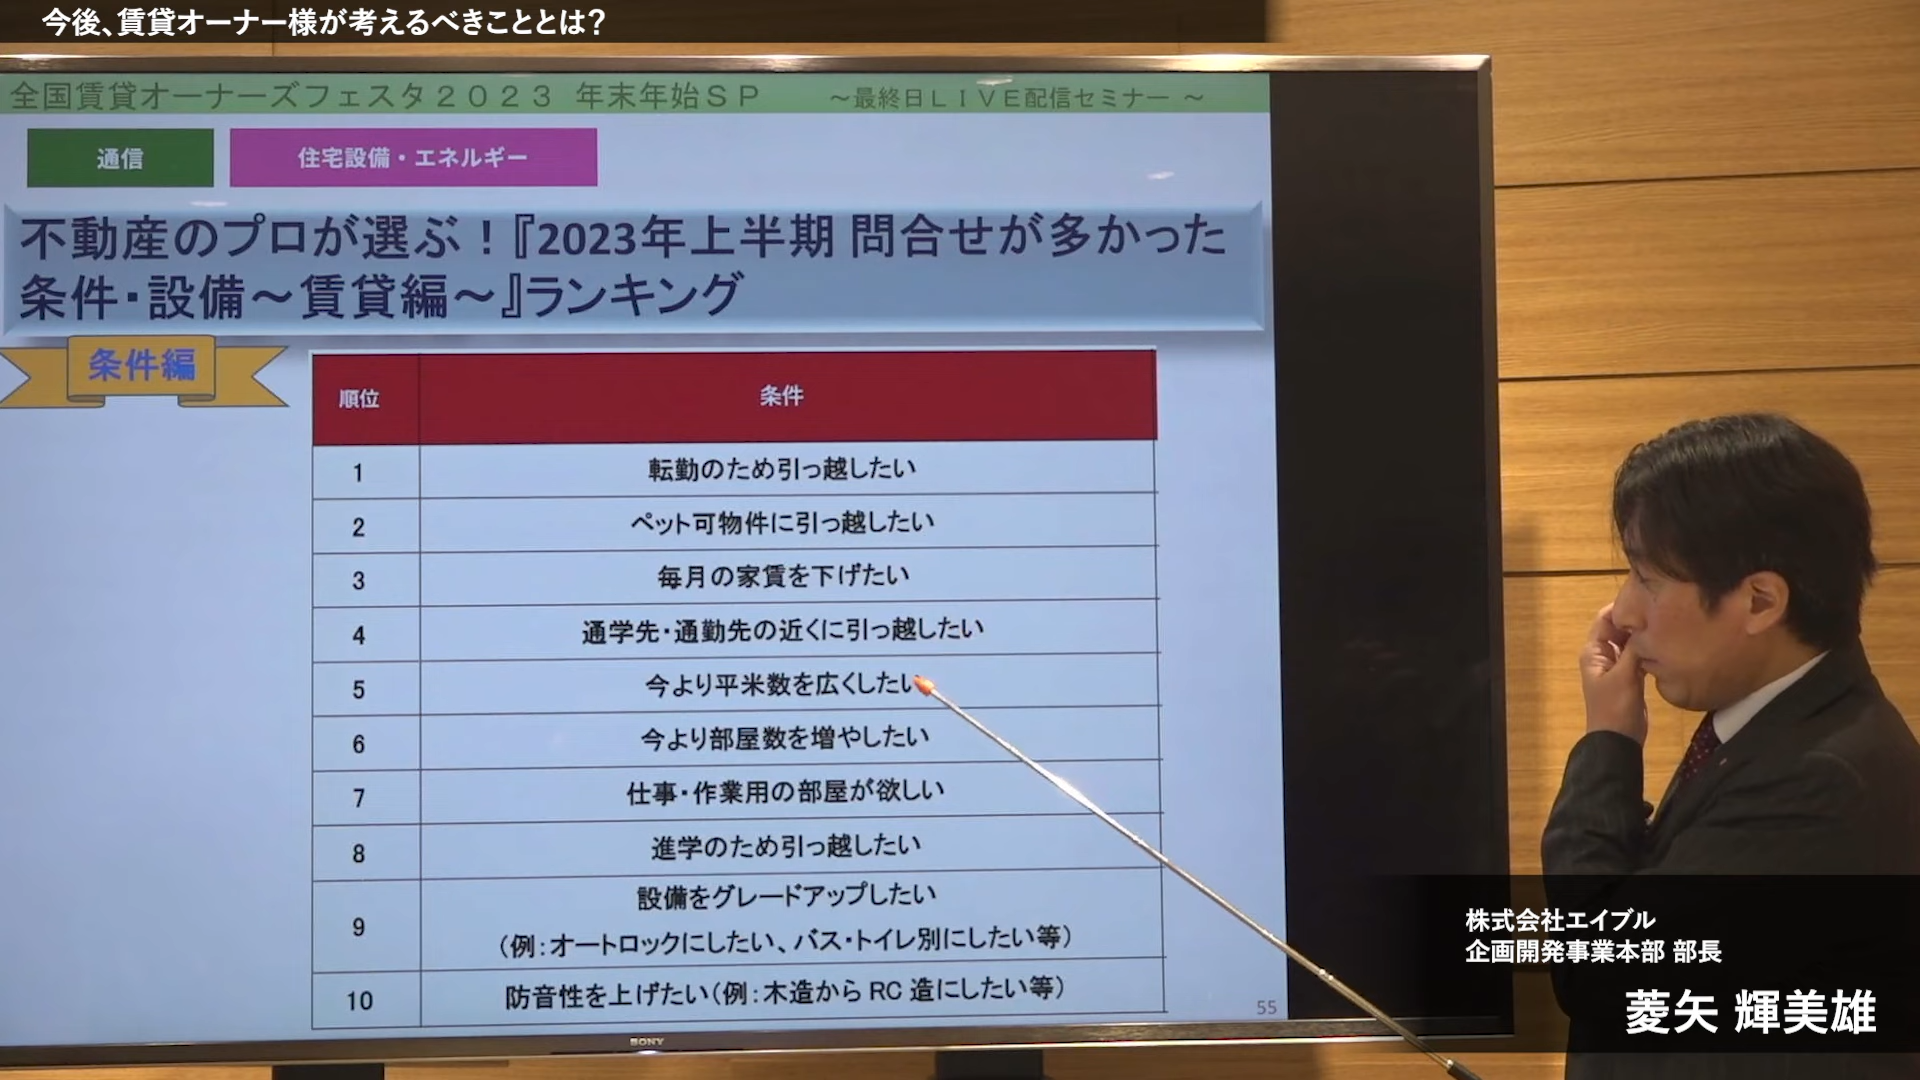 今後、賃貸オーナー様が考えるべきこととは?
全国賃貸オーナーズフェスタ2023 年末年始SP ～最終日LIVE配信セミナー ～
通信
住宅設備・エネルギー
不動産のプロが選ぶ!『2023年上半期 問合せが多かった
条件・設備～賃貸編～』ランキング
条件編
順位 条件
1 転勤のため引っ越したい
2 ペット可物件に引っ越したい
3 毎月の家賃を下げたい
4 通学先・通勤先の近くに引っ越したい
5 今より平米数を広くしたい
6 今より部屋数を増やしたい
7 仕事・作業用の部屋が欲しい
8 進学のため引っ越したい
9 設備をグレードアップしたい
(例:オートロックにしたい、バス・トイレ別にしたい等)
10 防音性を上げたい(例:木造からRC造にしたい等)
55
SONY
株式会社エイブル
企画開発事業本部 部長
菱矢 輝美雄